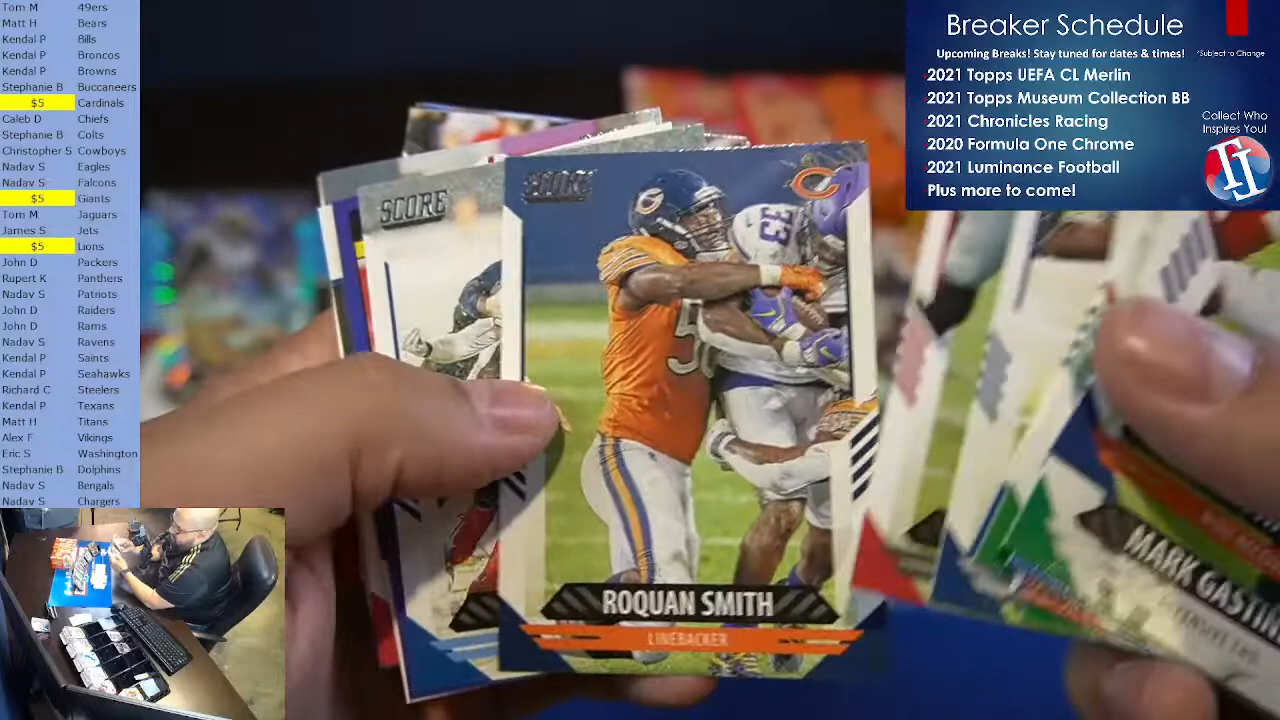 Tom M 49ers
Matt H Bears
Kendal P Bills
Kendal P Broncos
Kendal P Browns
Stephanie B Buccaneers
$5 Cardinals
Caleb D Chiefs
Stephanie B Colts
Christopher S Cowboys
Nadav S Eagles
Nadav S Falcons
$5 Giants
Tom M Jaguars
James S Jets
$5 Lions
John D Packers
Rupert K Panthers
Nadav S Patriots
John D Raiders
John D Rams
Nadav S Ravens
Kendal P Saints
Kendal P Seahawks
Richard C Steelers
Kendal P Texans
Matt H Titans
Alex F Vikings
Eric S Washington
Stephanie B Dolphins
Nadav S Bengals
Nadav S Chargers
Breaker Schedule
Upcoming Breaks! Stay tuned for dates & times!
*Subject to Change
2021 Topps UEFA CL Merlin
2021 Topps Museum Collection BB
2021 Chronicles Racing
2020 Formula One Chrome
2021 Luminance Football
Plus more to come!
Collect Who
Inspires You!
SCORE
SCORE
33
ROQUAN SMITH
LINEBACKER
MARK GASTIN